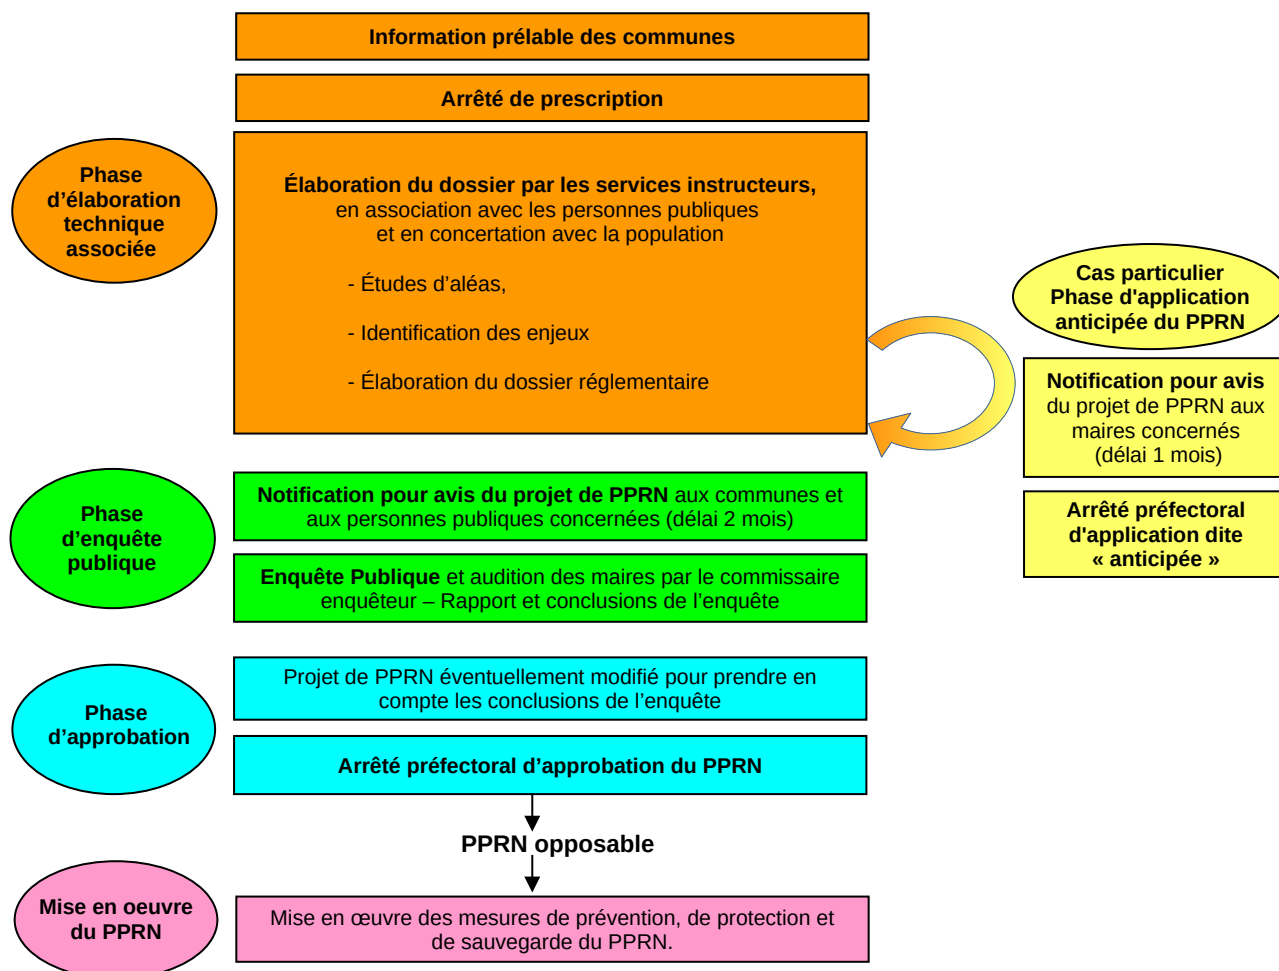 Information prélable des communes
Arrêté de prescription
Phase
d’élaboration
technique
associée
Élaboration du dossier par les services instructeurs,
en association avec les personnes publiques
et en concertation avec la population
- Études d’aléas,
- Identification des enjeux
- Élaboration du dossier réglementaire
Cas particulier
Phase d'application
anticipée du PPRN
Notification pour avis
du projet de PPRN aux
maires concernés
(délai 1 mois)
Arrêté préfectoral
d'application dite
« anticipée »
Phase
d’enquête
publique
Notification pour avis du projet de PPRN aux communes et
aux personnes publiques concernées (délai 2 mois)
Enquête Publique et audition des maires par le commissaire
enquêteur – Rapport et conclusions de l’enquête
Phase
d’approbation
Projet de PPRN éventuellement modifié pour prendre en
compte les conclusions de l’enquête
Arrêté préfectoral d’approbation du PPRN
PPRN opposable
Mise en oeuvre
du PPRN
Mise en œuvre des mesures de prévention, de protection et
de sauvegarde du PPRN.